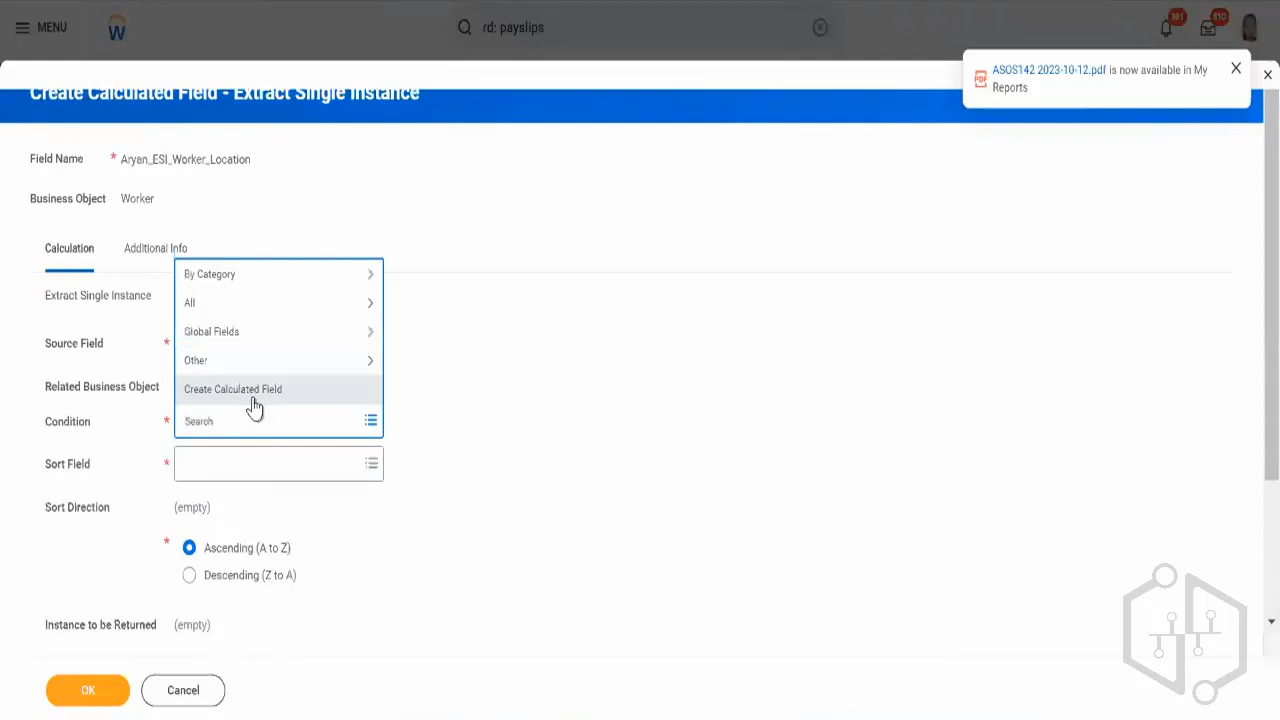 MENU
rd: payslips
391
810
ASOS142 2023-10-12.pdf is now available in My
Reports
Create Calculated Field - Extract Single Instance
Field Name * Aryan_ESI_Worker_Location
Business Object Worker
Calculation Additional Info
By Category
All
Global Fields
Other
Create Calculated Field
Search
Extract Single Instance
Source Field *
Related Business Object
Condition *
Sort Field *
Sort Direction (empty)
* Ascending (A to Z)
Descending (Z to A)
Instance to be Returned (empty)
OK Cancel